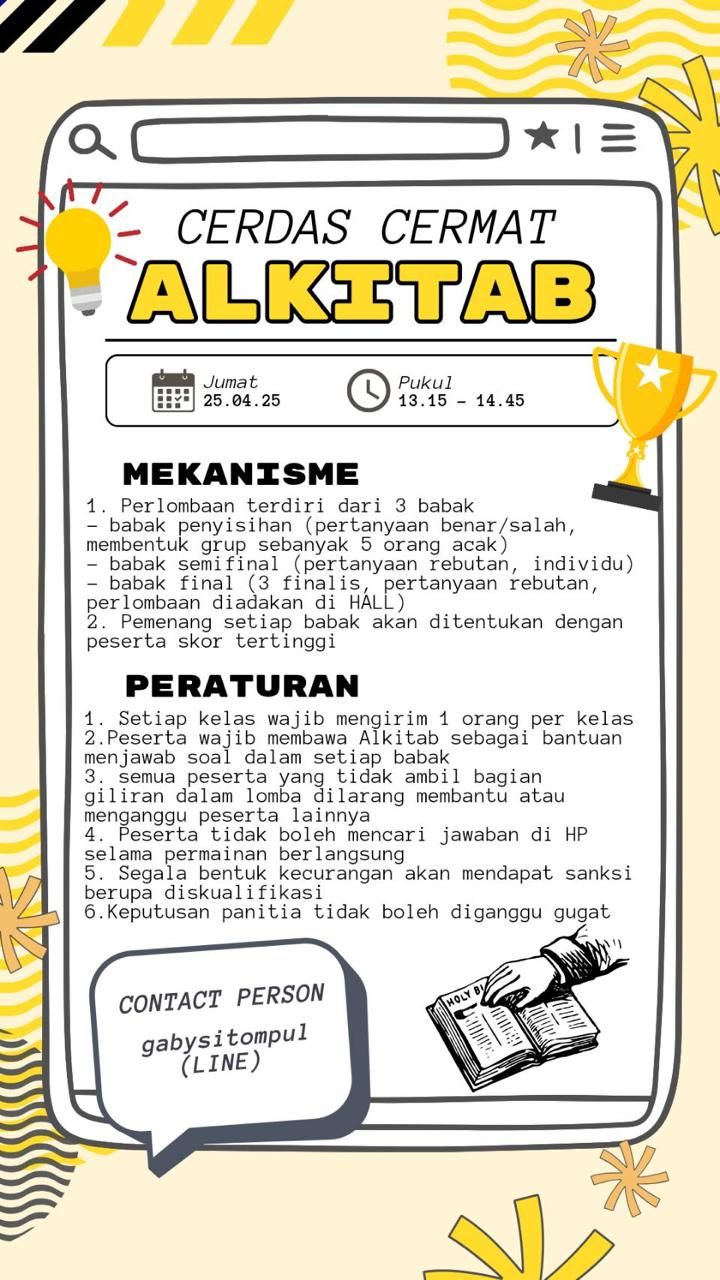 CERDAS CERMAT
ALKITAB
Jumat
25.04.25
Pukul
13.15 - 14.45
MEKANISME
1. Perlombaan terdiri dari 3 babak
- babak penyisihan (pertanyaan benar/salah,
membentuk grup sebanyak 5 orang acak)
- babak semifinal (pertanyaan rebutan, individu)
- babak final (3 finalis, pertanyaan rebutan,
perlombaan diadakan di HALL)
2. Pemenang setiap babak akan ditentukan dengan
peserta skor tertinggi
PERATURAN
1. Setiap kelas wajib mengirim 1 orang per kelas
2.Peserta wajib membawa Alkitab sebagai bantuan
menjawab soal dalam setiap babak
3. semua peserta yang tidak ambil bagian
giliran dalam lomba dilarang membantu atau
menganggu peserta lainnya
4. Peserta tidak boleh mencari jawaban di HP
selama permainan berlangsung
5. Segala bentuk kecurangan akan mendapat sanksi
berupa diskualifikasi
6.Keputusan panitia tidak boleh diganggu gugat
HOLY BI
CONTACT PERSON
gabysitompul
(LINE)